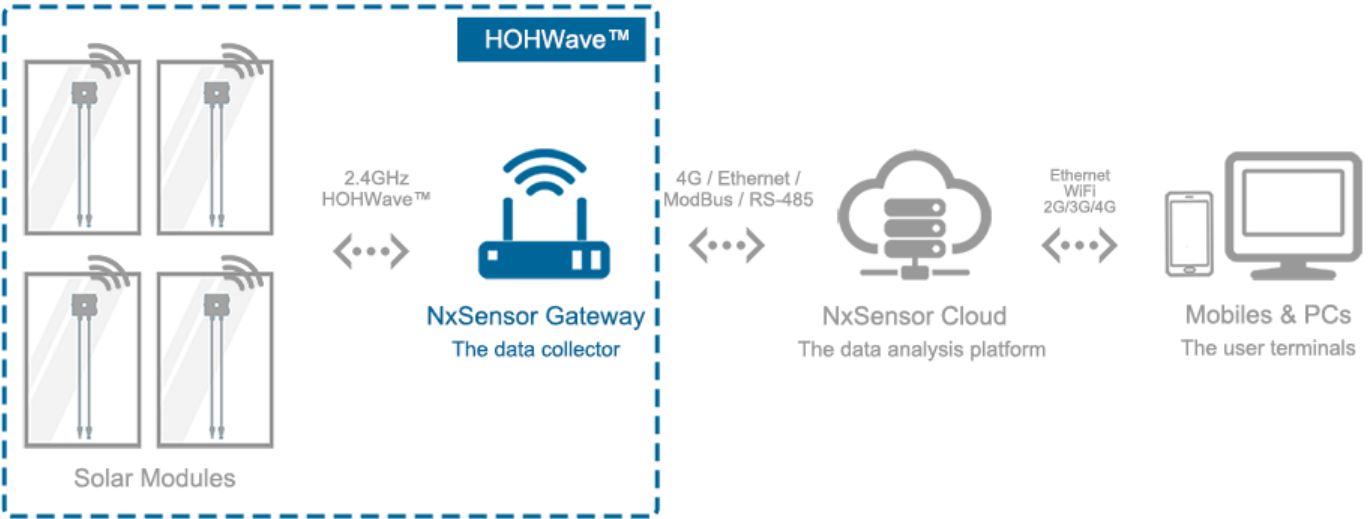 HOHWave™
2.4GHz
HOHWave™
4G / Ethernet /
ModBus / RS-485
Ethernet
WiFi
2G/3G/4G
NxSensor Gateway
The data collector
NxSensor Cloud
The data analysis platform
Mobiles & PCs
The user terminals
Solar Modules